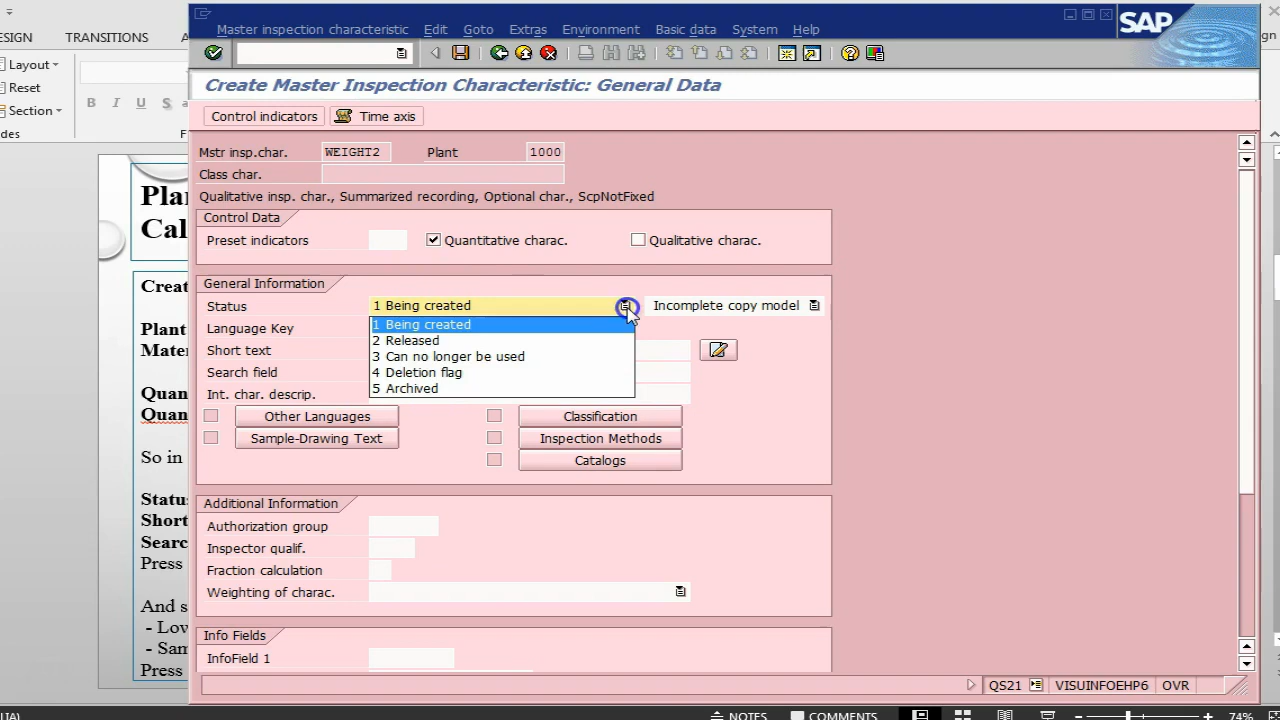 Master inspection characteristic Edit Goto Extras Environment Basic data System Help
SAP
ESIGN TRANSITIONS A
Create Master Inspection Characteristic: General Data
Layout
Reset
Section
B I U S
des F
Control indicators Time axis
Mstr insp.char. WEIGHT2 Plant 1000
Class char.
Qualitative insp. char., Summarized recording, Optional char., ScpNotFixed
Control Data
Preset indicators Quantitative charac. Qualitative charac.
General Information
Status 1 Being created Incomplete copy model
Language Key 1 Being created
2 Released
Short text 3 Can no longer be used
Search field 4 Deletion flag
Int. char. descrip. 5 Archived
Other Languages Classification
Sample-Drawing Text Inspection Methods
Catalogs
Additional Information
Authorization group
Inspector qualif.
Fraction calculation
Weighting of charac.
Info Fields
InfoField 1
QS21 VISUINFOEHP6 OVR
Plan
Cal
Creat
Plant
Mater
Quan
Quan
So in
Status
Short
Searc
Press
And s
- Lov
- Sam
Press
ITA) NOTES COMMENTS 74%